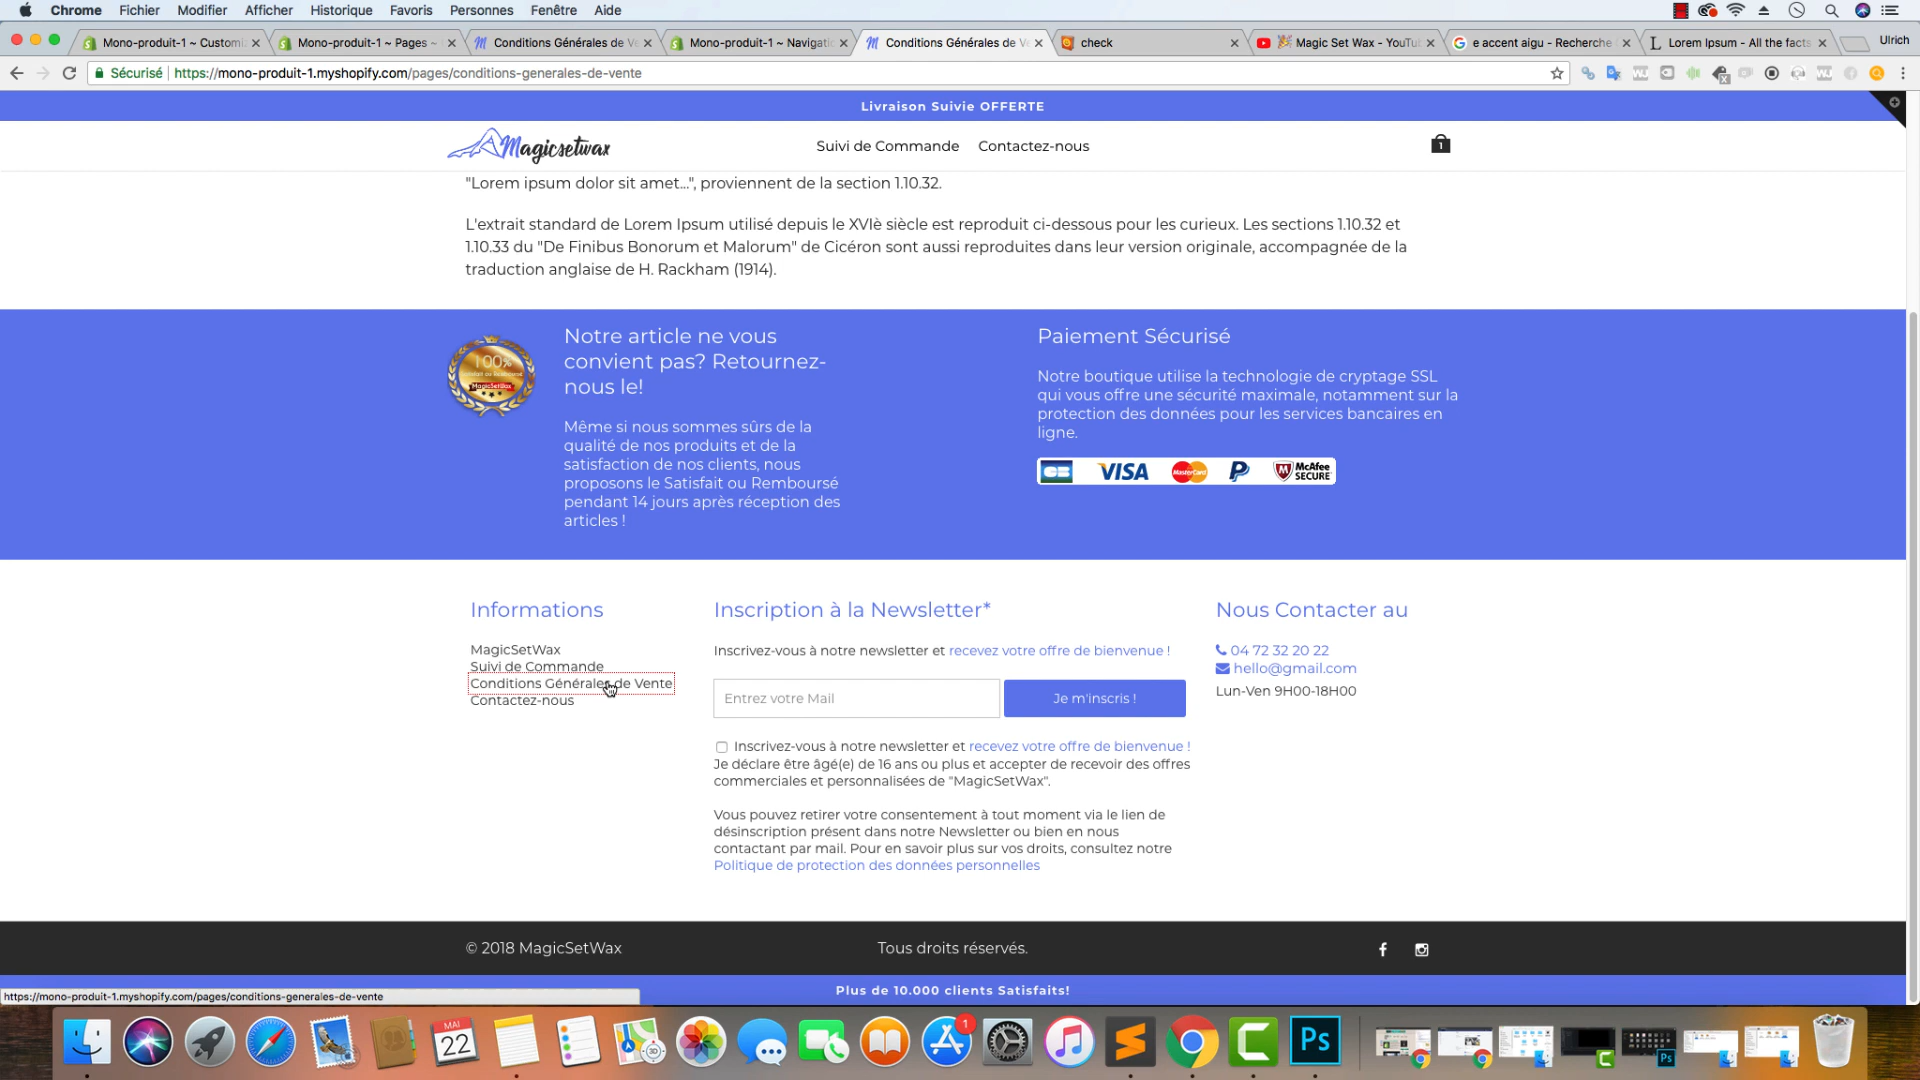 Chrome Fichier Modifier Afficher Historique Favoris Personnes Fenêtre Aide
Mono-produit-1 ~ Customi
Mono-produit-1 ~ Pages ~
Conditions Générales de Ve
Mono-produit-1 ~ Navigati
Conditions Générales de Ve
check
Magic Set Wax - YouTu
e accent aigu - Recherche
Lorem Ipsum - All the facts
Ulrich
Sécurisé https://mono-produit-1.myshopify.com/pages/conditions-generales-de-vente
Livraison Suivie OFFERTE
Magicsetwax
Suivi de Commande
Contactez-nous
1
"Lorem ipsum dolor sit amet...", proviennent de la section 1.10.32.
L'extrait standard de Lorem Ipsum utilisé depuis le XVIè siècle est reproduit ci-dessous pour les curieux. Les sections 1.10.32 et
1.10.33 du "De Finibus Bonorum et Malorum" de Cicéron sont aussi reproduites dans leur version originale, accompagnée de la
traduction anglaise de H. Rackham (1914).
100%
MagicSetWax
Notre article ne vous
convient pas? Retournez-
nous le!
Même si nous sommes sûrs de la
qualité de nos produits et de la
satisfaction de nos clients, nous
proposons le Satisfait ou Remboursé
pendant 14 jours après réception des
articles !
Paiement Sécurisé
Notre boutique utilise la technologie de cryptage SSL
qui vous offre une sécurité maximale, notamment sur la
protection des données pour les services bancaires en
ligne.
CB VISA MasterCard McAfee SECURE
Informations
MagicSetWax
Suivi de Commande
Conditions Générales de Vente
Contactez-nous
Inscription à la Newsletter*
Inscrivez-vous à notre newsletter et recevez votre offre de bienvenue !
Entrez votre Mail
Je m'inscris !
Inscrivez-vous à notre newsletter et recevez votre offre de bienvenue !
Je déclare être âgé(e) de 16 ans ou plus et accepter de recevoir des offres
commerciales et personnalisées de "MagicSetWax".
Vous pouvez retirer votre consentement à tout moment via le lien de
désinscription présent dans notre Newsletter ou bien en nous
contactant par mail. Pour en savoir plus sur vos droits, consultez notre
Politique de protection des données personnelles
Nous Contacter au
04 72 32 20 22
hello@gmail.com
Lun-Ven 9H00-18H00
© 2018 MagicSetWax
Tous droits réservés.
Plus de 10.000 clients Satisfaits!
https://mono-produit-1.myshopify.com/pages/conditions-generales-de-vente
MAI
22
3D
1
Ps